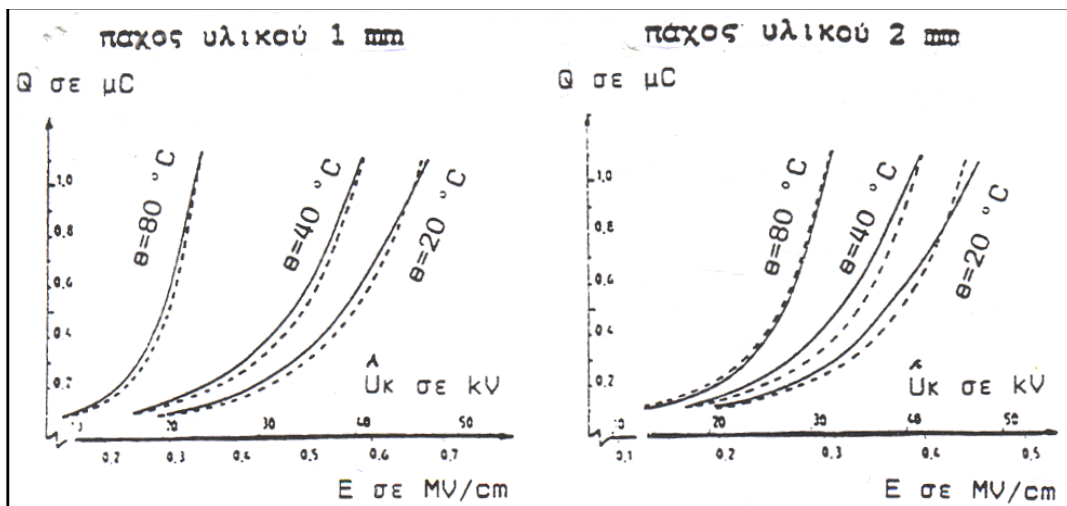 πάχος υλικού 1 mm
Q σε μC
1,0
0,8
0,6
0,4
0,2
θ=80 °C
θ=40 °C
θ=20 °C
Ûκ σε kV
10 20 30 40 50
0,2 0,3 0,4 0,5 0,6 0,7
E σε MV/cm
πάχος υλικού 2 mm
Q σε μC
1,0
0,8
0,6
0,4
0,2
θ=80 °C
θ=40 °C
θ=20 °C
Ûκ σε kV
20 30 40 50
0,1 0,2 0,3 0,4 0,5
E σε MV/cm